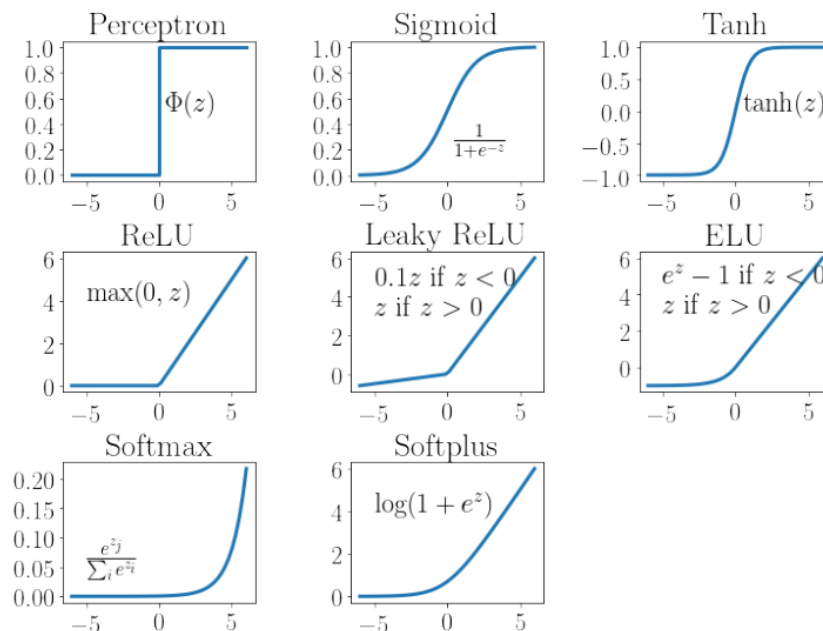 Perceptron
1.0
0.8
0.6
0.4
0.2
0.0
Φ(z)
−5 0 5
Sigmoid
1.0
0.8
0.6
0.4
0.2
0.0
1/(1+e^{−z})
−5 0 5
Tanh
1.0
0.5
0.0
−0.5
−1.0
tanh(z)
−5 0 5
ReLU
6
4
2
0
max(0, z)
−5 0 5
Leaky ReLU
6
4
2
0
0.1z if z < 0
z if z > 0
−5 0 5
ELU
6
4
2
0
e^z − 1 if z < 0
z if z > 0
−5 0 5
Softmax
0.20
0.15
0.10
0.05
0.00
e^{z_j}/∑_i e^{z_i}
−5 0 5
Softplus
6
4
2
0
log(1 + e^z)
−5 0 5